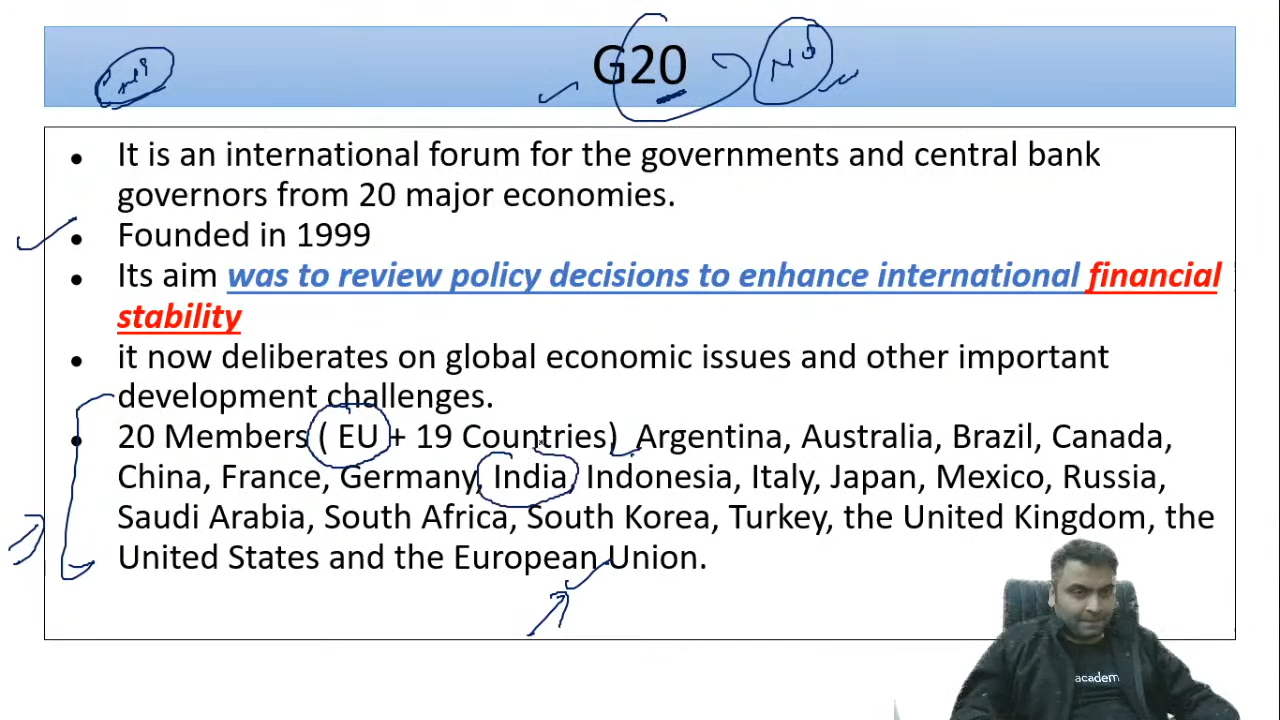 G20
No
• It is an international forum for the governments and central bank
governors from 20 major economies.
• Founded in 1999
• Its aim was to review policy decisions to enhance international financial
stability
• it now deliberates on global economic issues and other important
development challenges.
• 20 Members ( EU + 19 Countries) Argentina, Australia, Brazil, Canada,
China, France, Germany, India, Indonesia, Italy, Japan, Mexico, Russia,
Saudi Arabia, South Africa, South Korea, Turkey, the United Kingdom, the
United States and the European Union.
academ